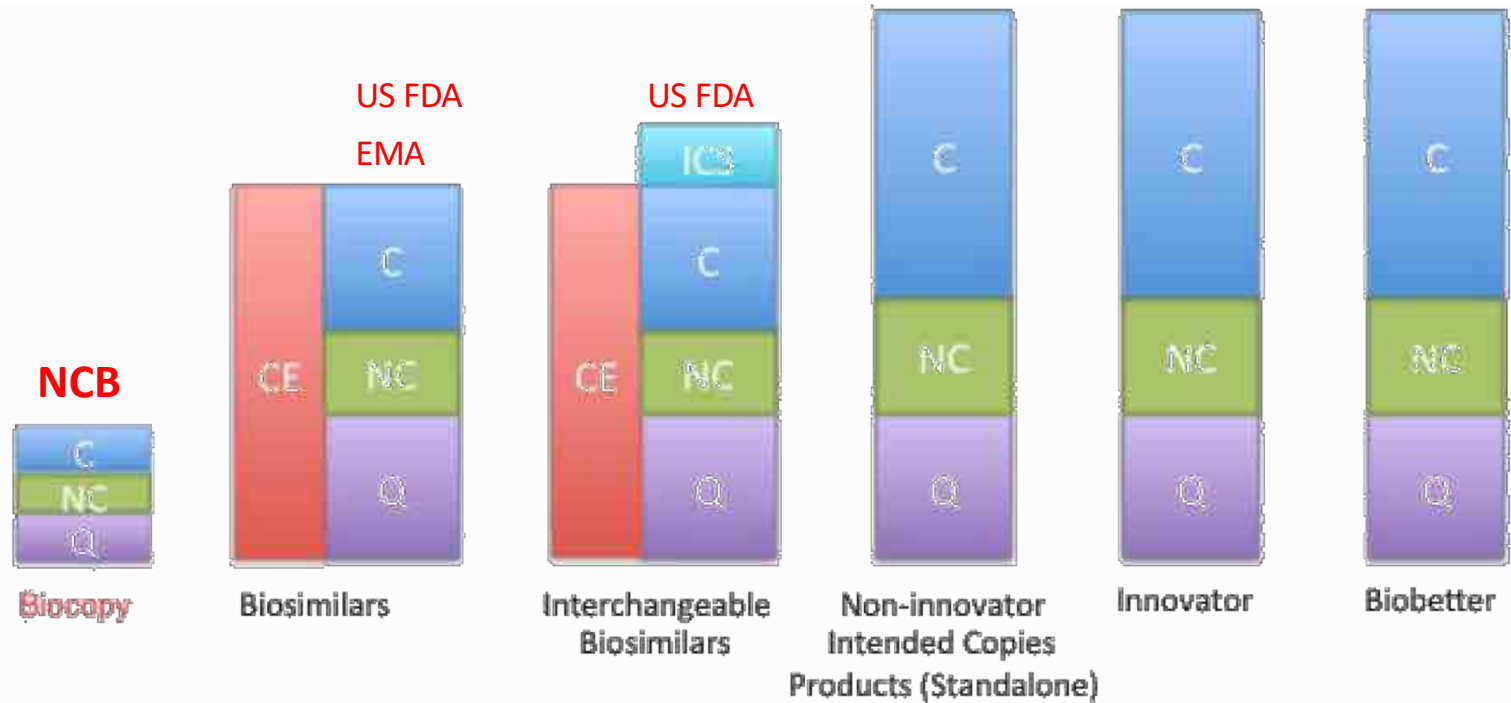 NCB
C
NC
Q
Biocopy
US FDA
EMA
CE
C
NC
Q
Biosimilars
US FDA
CE
C
NC
Q
Interchangeable
Biosimilars
C
NC
Q
Non-innovator
Intended Copies
Products (Standalone)
C
NC
Q
Innovator
C
NC
Q
Biobetter